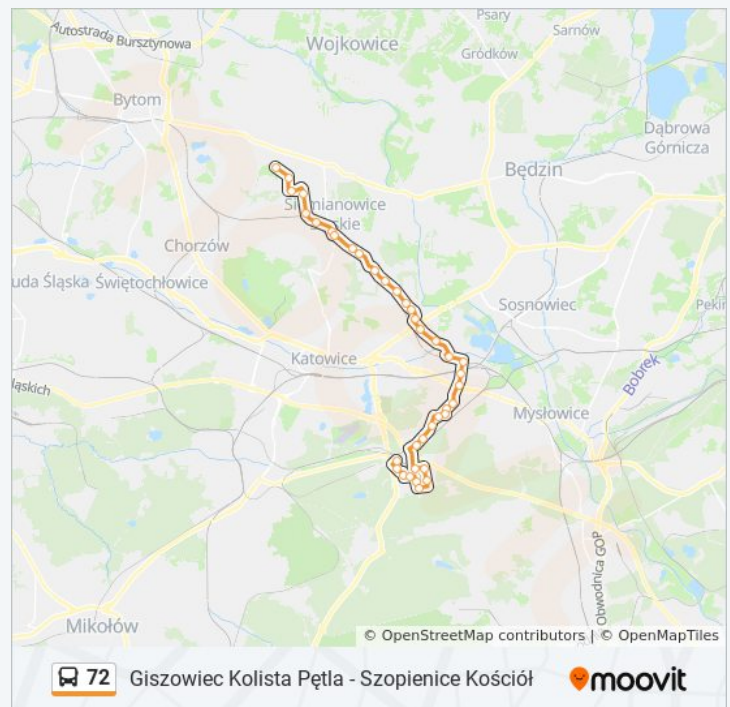 Psary
Sarnów
Autostrada Bursztynowa
Wojkowice
Gródków
Bytom
Dąbrowa
Górnicza
Będzin
Chorzów
uda Śląska
Świętochłowice
Sosnowiec
Katowice
Bobrek
ląskich
Mysłowice
Obwodnica GOP
Mikołów
© OpenStreetMap contributors | © OpenMapTiles
72 Giszowiec Kolista Pętla - Szopienice Kościół moovit